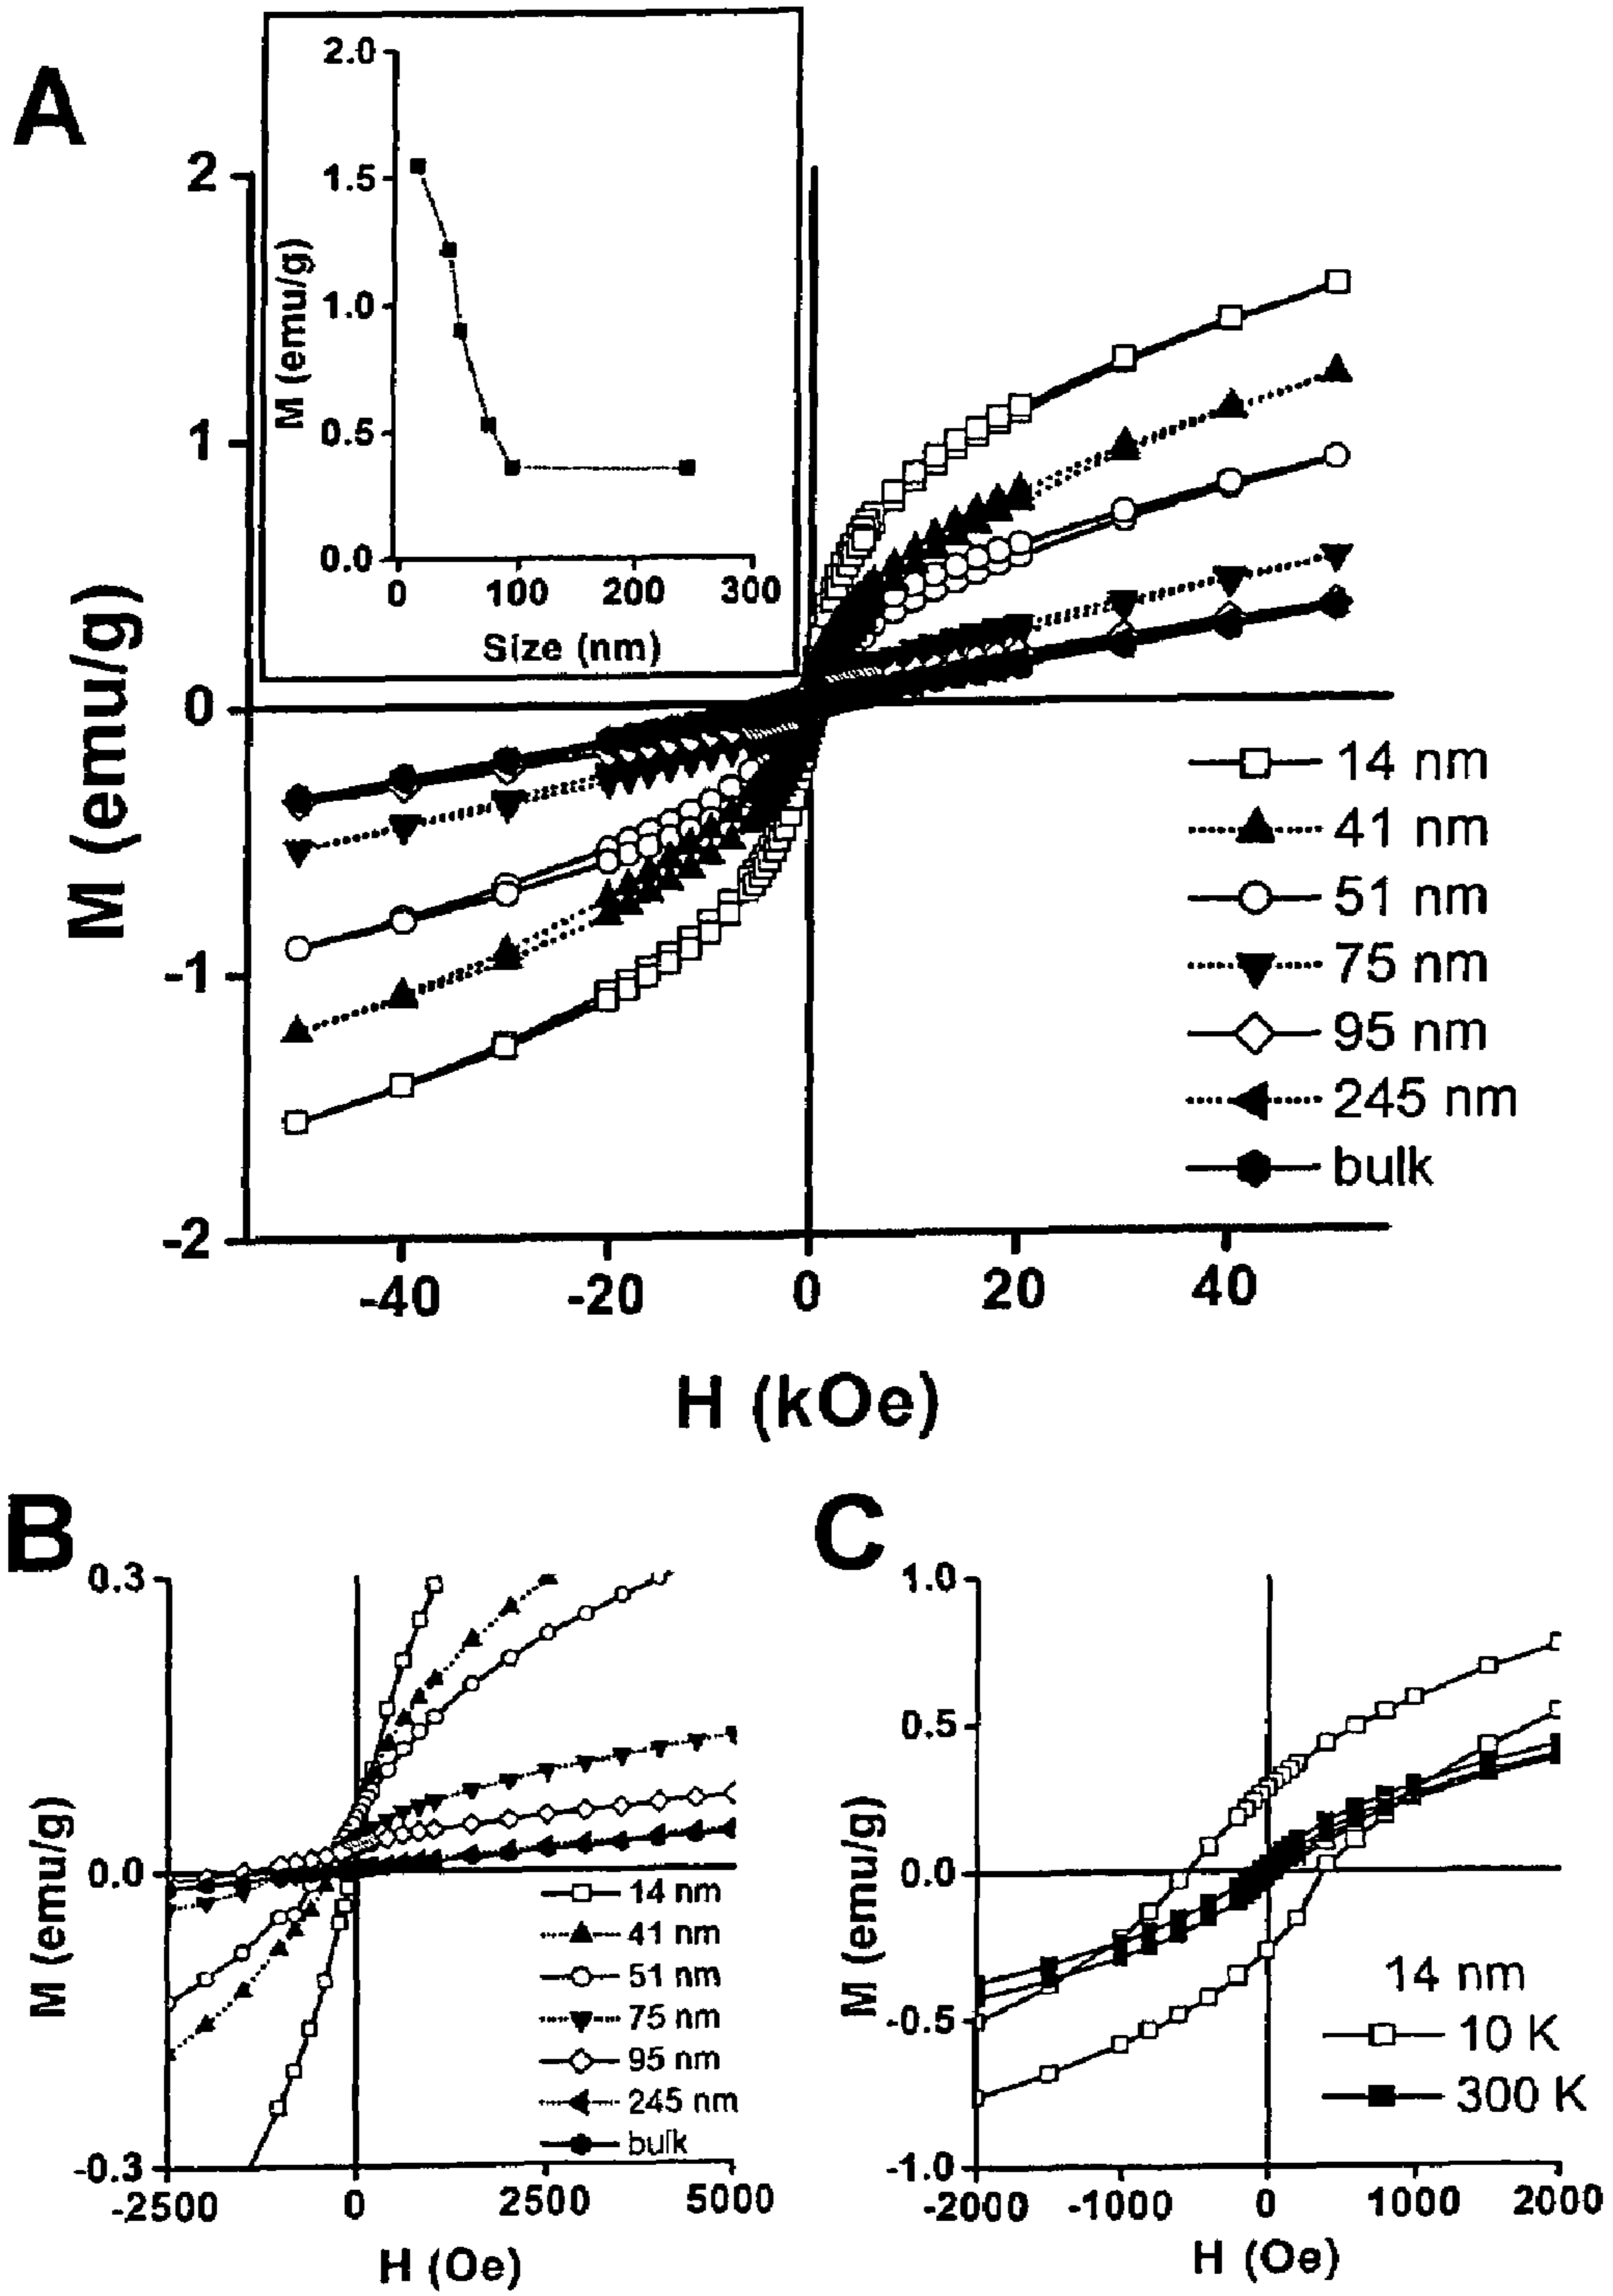 A
2.0
1.5
1.0
0.5
0.0
M (emu/g)
0 100 200 300
Size (nm)
2
1
0
-1
-2
M (emu/g)
14 nm
41 nm
51 nm
75 nm
95 nm
245 nm
bulk
-40 -20 0 20 40
H (kOe)
B
0.3
0.0
-0.3
M (emu/g)
14 nm
41 nm
51 nm
75 nm
95 nm
245 nm
bulk
-2500 0 2500 5000
H (Oe)
C
1.0
0.5
0.0
-0.5
-1.0
M (emu/g)
14 nm
10 K
300 K
-2000 -1000 0 1000 2000
H (Oe)